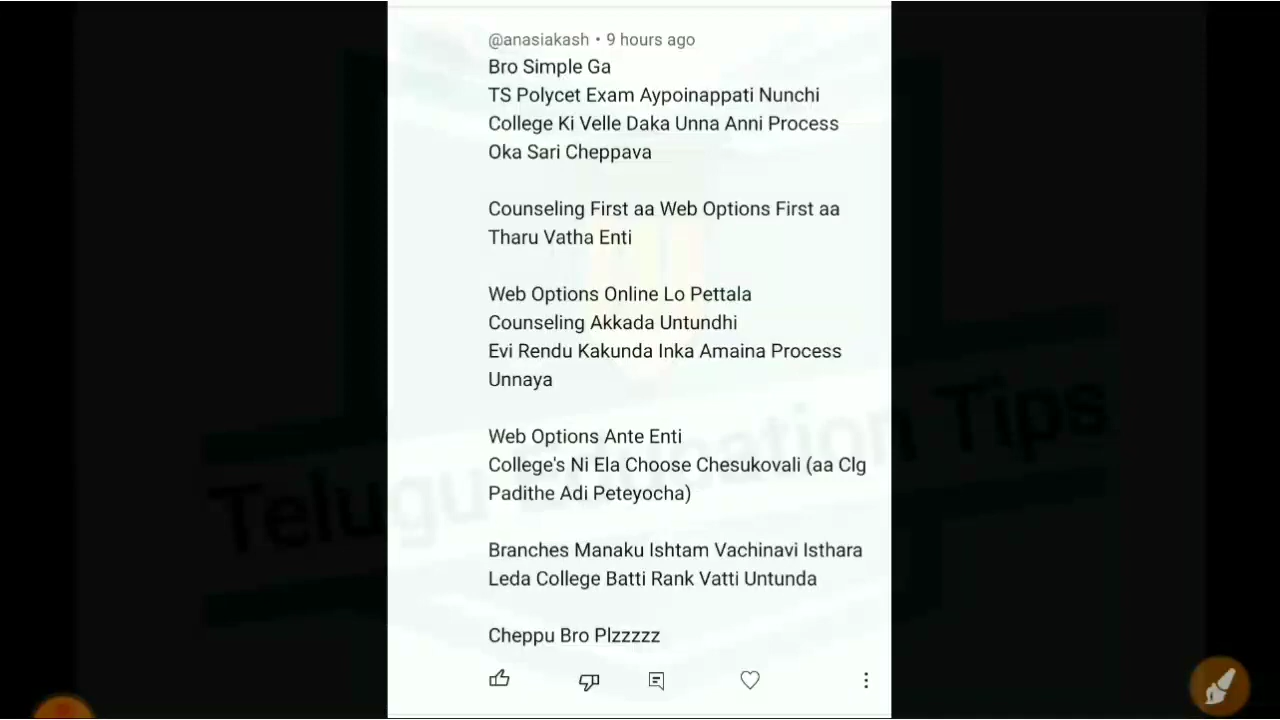 @anasiakash • 9 hours ago
Bro Simple Ga
TS Polycet Exam Aypoinappati Nunchi
College Ki Velle Daka Unna Anni Process
Oka Sari Cheppava
Counseling First aa Web Options First aa
Tharu Vatha Enti
Web Options Online Lo Pettala
Counseling Akkada Untundhi
Evi Rendu Kakunda Inka Amaina Process
Unnaya
Web Options Ante Enti
College's Ni Ela Choose Chesukovali (aa Clg
Padithe Adi Peteyocha)
Branches Manaku Ishtam Vachinavi Isthara
Leda College Batti Rank Vatti Untunda
Cheppu Bro Plzzzzz
Telugu Education Tips